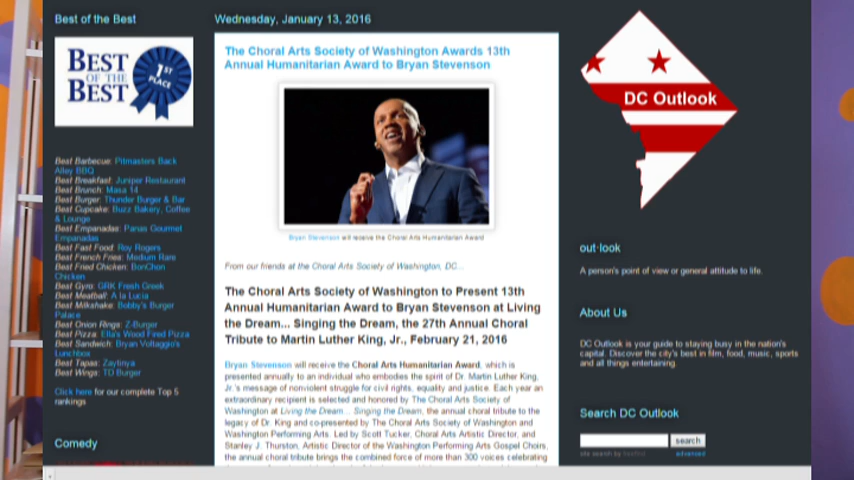 Best of the Best
BEST
OF THE
BEST
1ST
PLACE
Best Barbecue: Pitmasters Back
Alley BBQ
Best Breakfast: Juniper Restaurant
Best Brunch: Masa 14
Best Burger: Thunder Burger & Bar
Best Cupcake: Buzz Bakery, Coffee
& Lounge
Best Empanadas: Panas Gourmet
Empanadas
Best Fast Food: Roy Rogers
Best French Fries: Medium Rare
Best Fried Chicken: BonChon
Chicken
Best Gyro: GRK Fresh Greek
Best Meatball: A la Lucia
Best Milkshake: Bobby's Burger
Palace
Best Onion Rings: Z-Burger
Best Pizza: Ella's Wood Fired Pizza
Best Sandwich: Bryan Voltaggio's
Lunchbox
Best Tapas: Zaytinya
Best Wings: TD Burger
Click here for our complete Top 5
rankings
Comedy
Wednesday, January 13, 2016
The Choral Arts Society of Washington Awards 13th
Annual Humanitarian Award to Bryan Stevenson
Bryan Stevenson will receive the Choral Arts Humanitarian Award
From our friends at the Choral Arts Society of Washington, DC...
The Choral Arts Society of Washington to Present 13th
Annual Humanitarian Award to Bryan Stevenson at Living
the Dream... Singing the Dream, the 27th Annual Choral
Tribute to Martin Luther King, Jr., February 21, 2016
Bryan Stevenson will receive the Choral Arts Humanitarian Award, which is
presented annually to an individual who embodies the spirit of Dr. Martin Luther King,
Jr.'s message of nonviolent struggle for civil rights, equality and justice. Each year an
extraordinary recipient is selected and honored by The Choral Arts Society of
Washington at Living the Dream... Singing the Dream, the annual choral tribute to the
legacy of Dr. King and co-presented by The Choral Arts Society of Washington and
Washington Performing Arts. Led by Scott Tucker, Choral Arts Artistic Director, and
Stanley J. Thurston, Artistic Director of the Washington Performing Arts Gospel Choirs,
the annual choral tribute brings the combined force of more than 300 voices celebrating
DC Outlook
out·look
A person's point of view or general attitude to life.
About Us
DC Outlook is your guide to staying busy in the nation's
capital. Discover the city's best in film, food, music, sports
and all things entertaining.
Search DC Outlook
search
site search by
advanced